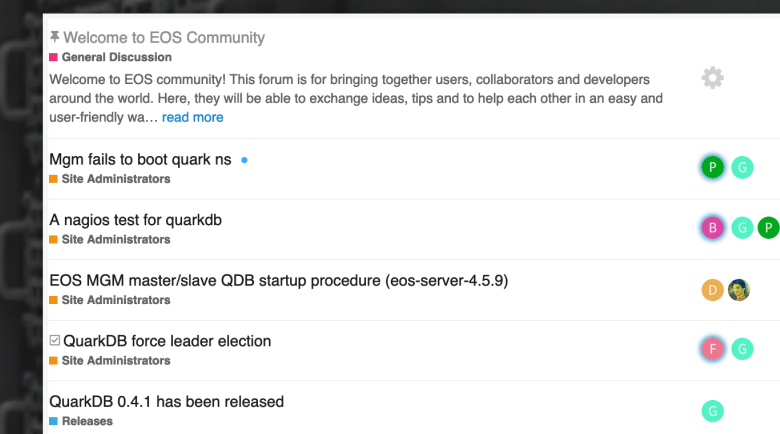 Welcome to EOS Community
General Discussion
Welcome to EOS community! This forum is for bringing together users, collaborators and developers
around the world. Here, they will be able to exchange ideas, tips and to help each other in an easy and
user-friendly wa… read more
Mgm fails to boot quark ns
Site Administrators
P G
A nagios test for quarkdb
Site Administrators
B G P
EOS MGM master/slave QDB startup procedure (eos-server-4.5.9)
Site Administrators
D
QuarkDB force leader election
Site Administrators
F G
QuarkDB 0.4.1 has been released
Releases
G